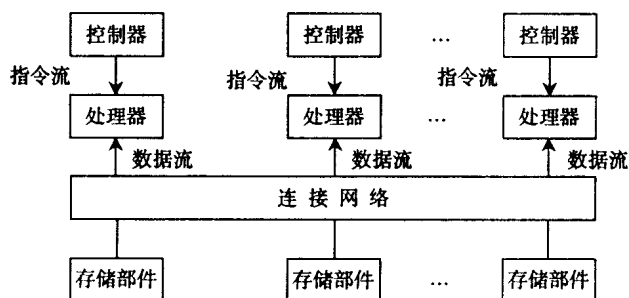 控制器 控制器 … 控制器
指令流 指令流 指令流
处理器 处理器 … 处理器
数据流 数据流 数据流
连接网络
存储部件 存储部件 … 存储部件